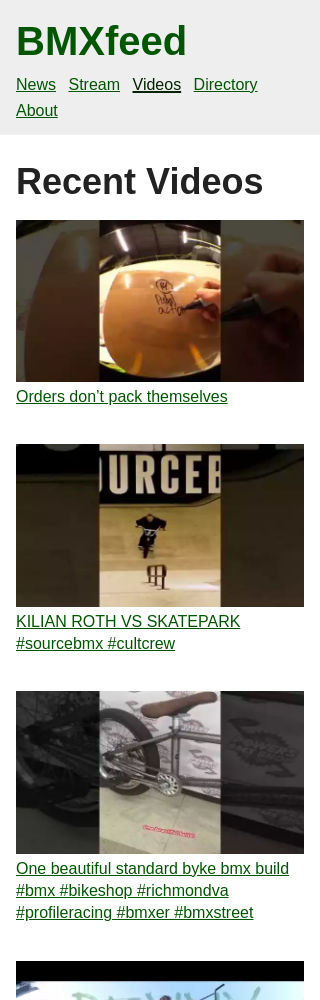 BMXfeed
News Stream Videos Directory
About
Recent Videos
Orders don’t pack themselves
OURCEB
KILIAN ROTH VS SKATEPARK
#sourcebmx #cultcrew
One beautiful standard byke bmx build
#bmx #bikeshop #richmondva
#profileracing #bmxer #bmxstreet